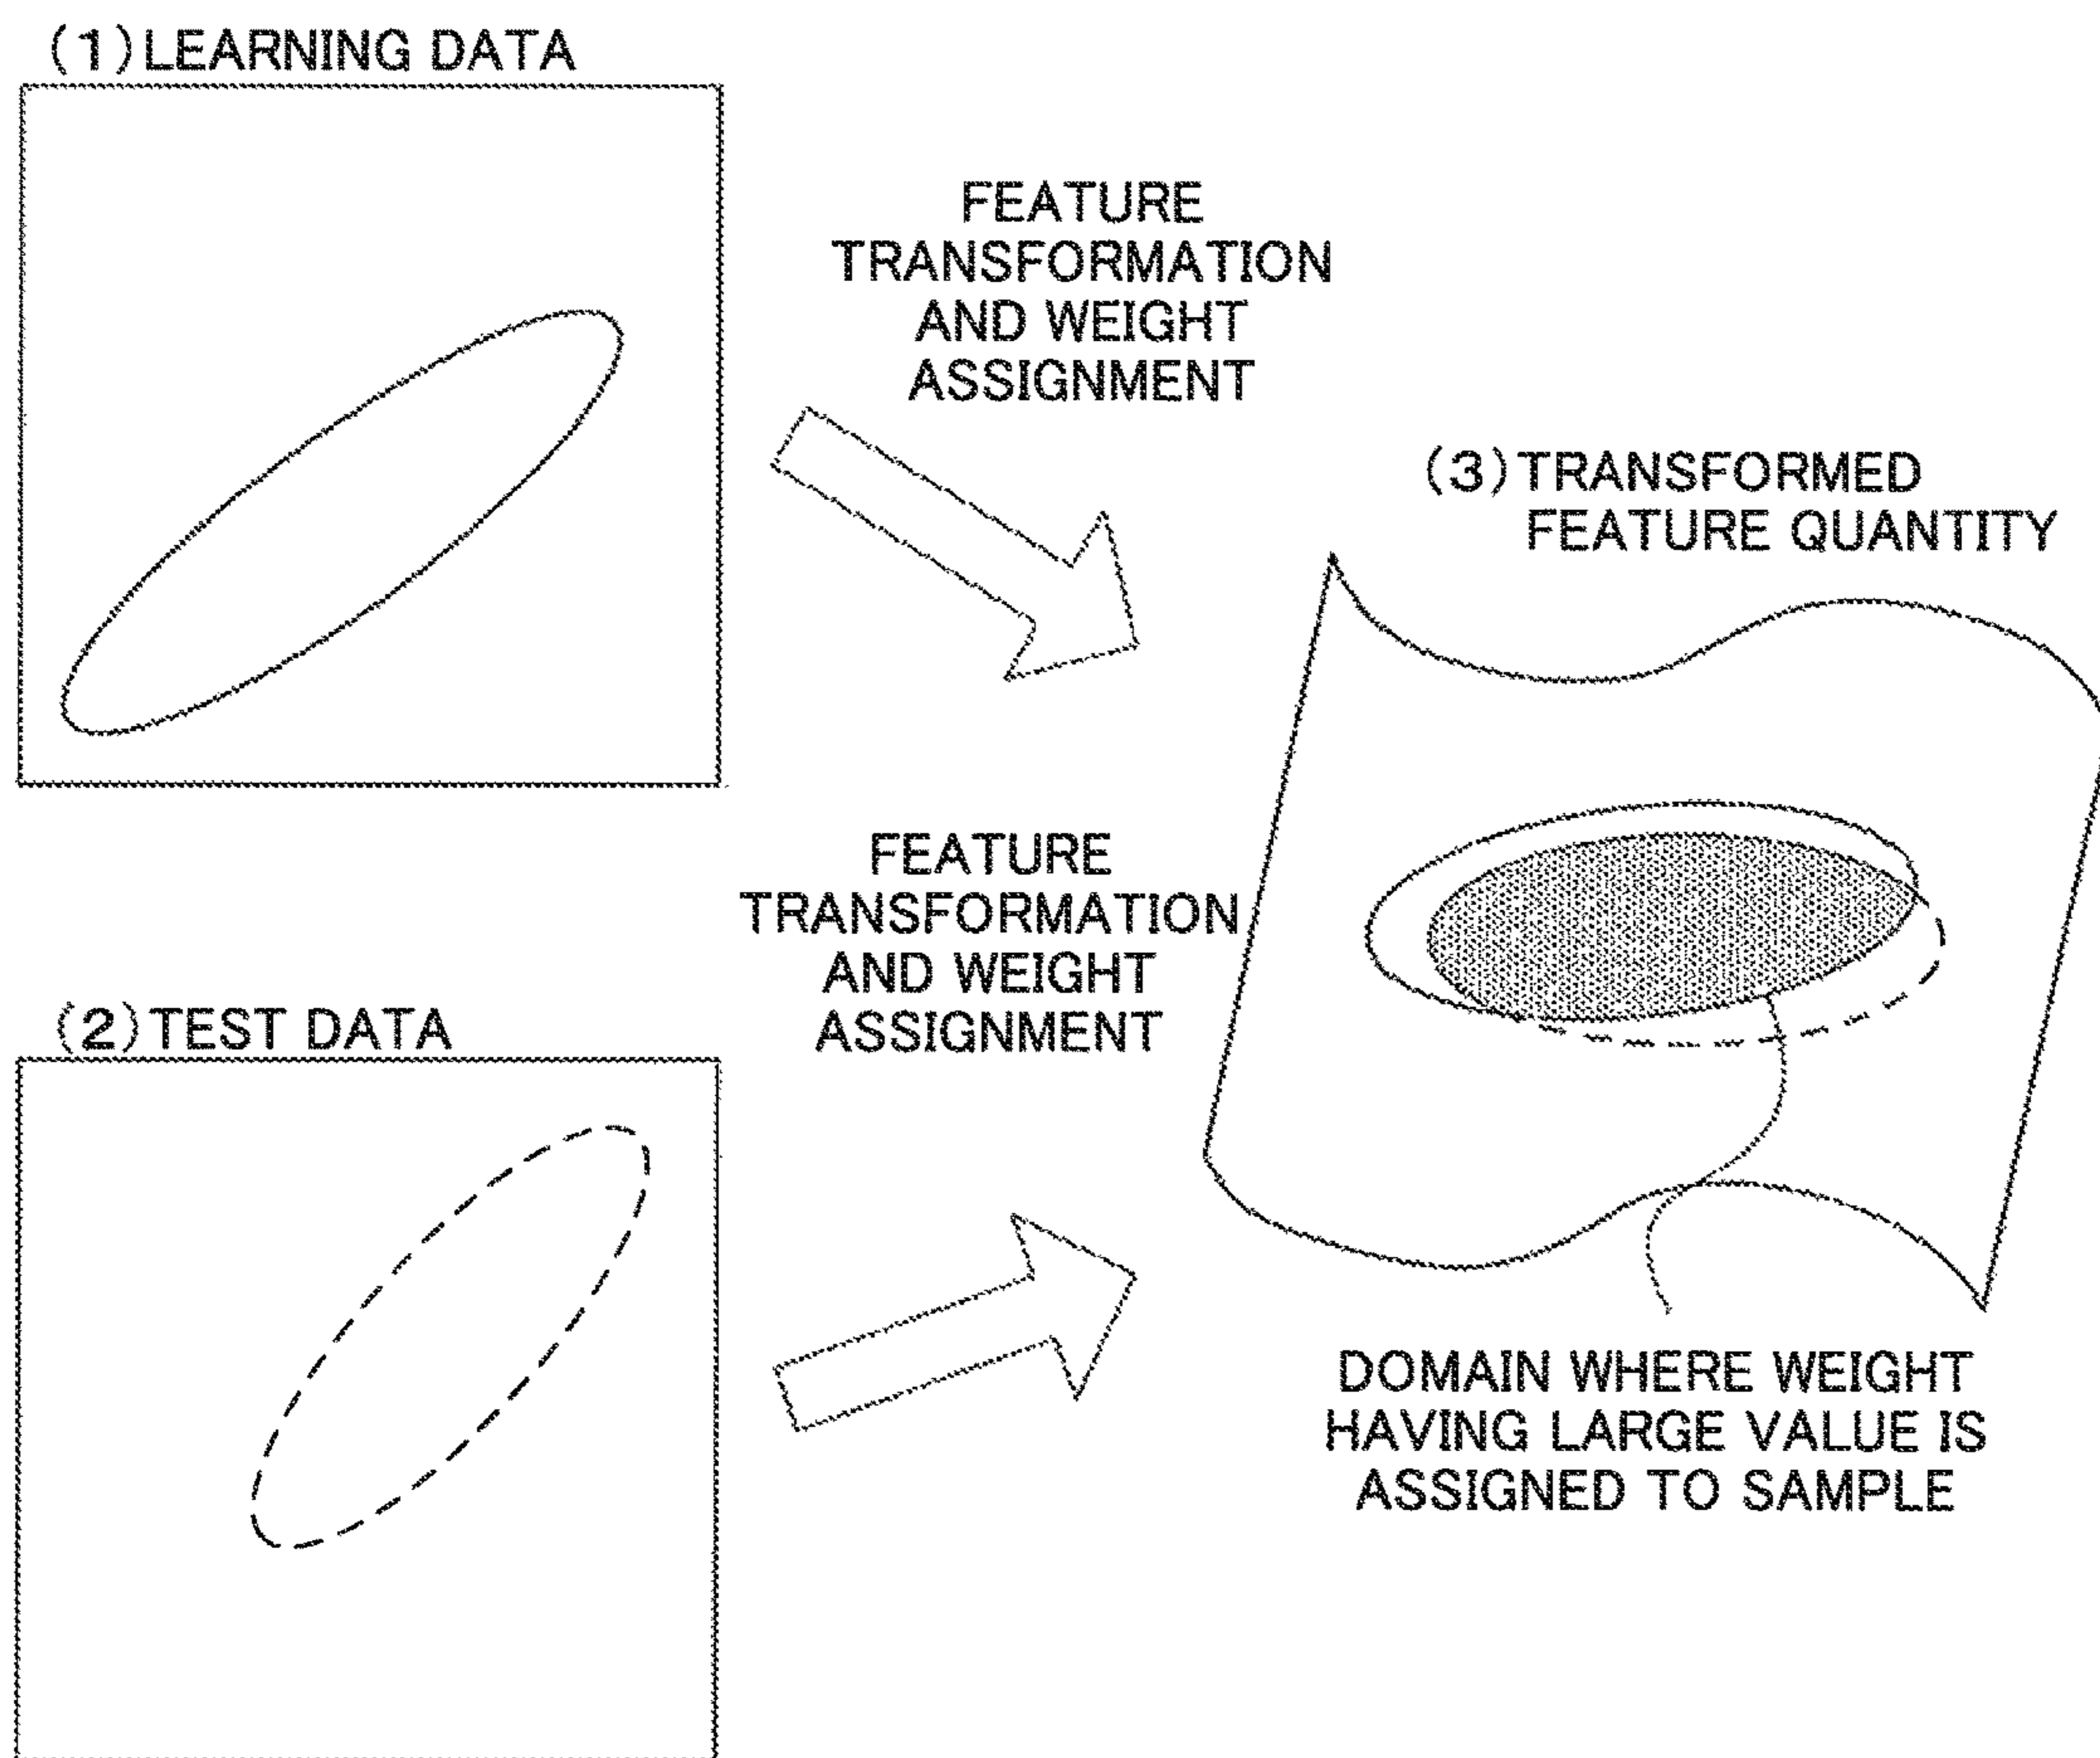 (1)LEARNING DATA
FEATURE
TRANSFORMATION
AND WEIGHT
ASSIGNMENT
(3)TRANSFORMED
FEATURE QUANTITY
FEATURE
TRANSFORMATION
AND WEIGHT
ASSIGNMENT
(2)TEST DATA
DOMAIN WHERE WEIGHT
HAVING LARGE VALUE IS
ASSIGNED TO SAMPLE